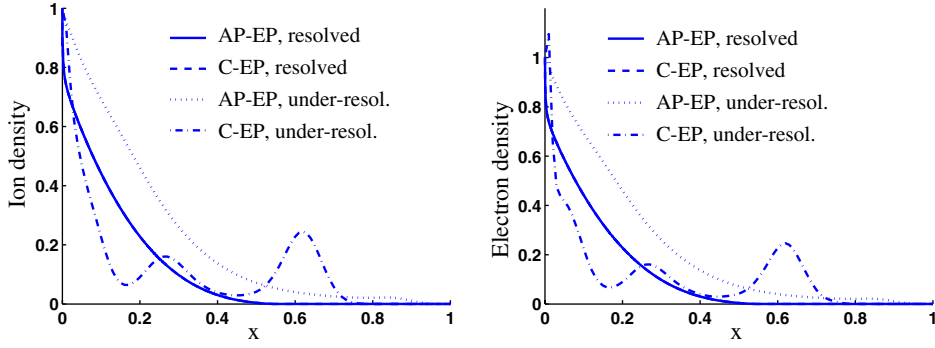 1
0.8
0.6
0.4
0.2
0
Ion density
AP-EP, resolved
C-EP, resolved
AP-EP, under-resol.
C-EP, under-resol.
0
0.2
0.4
0.6
0.8
1
x
1
0.8
0.6
0.4
0.2
0
Electron density
AP-EP, resolved
C-EP, resolved
AP-EP, under-resol.
C-EP, under-resol.
0
0.2
0.4
0.6
0.8
1
x